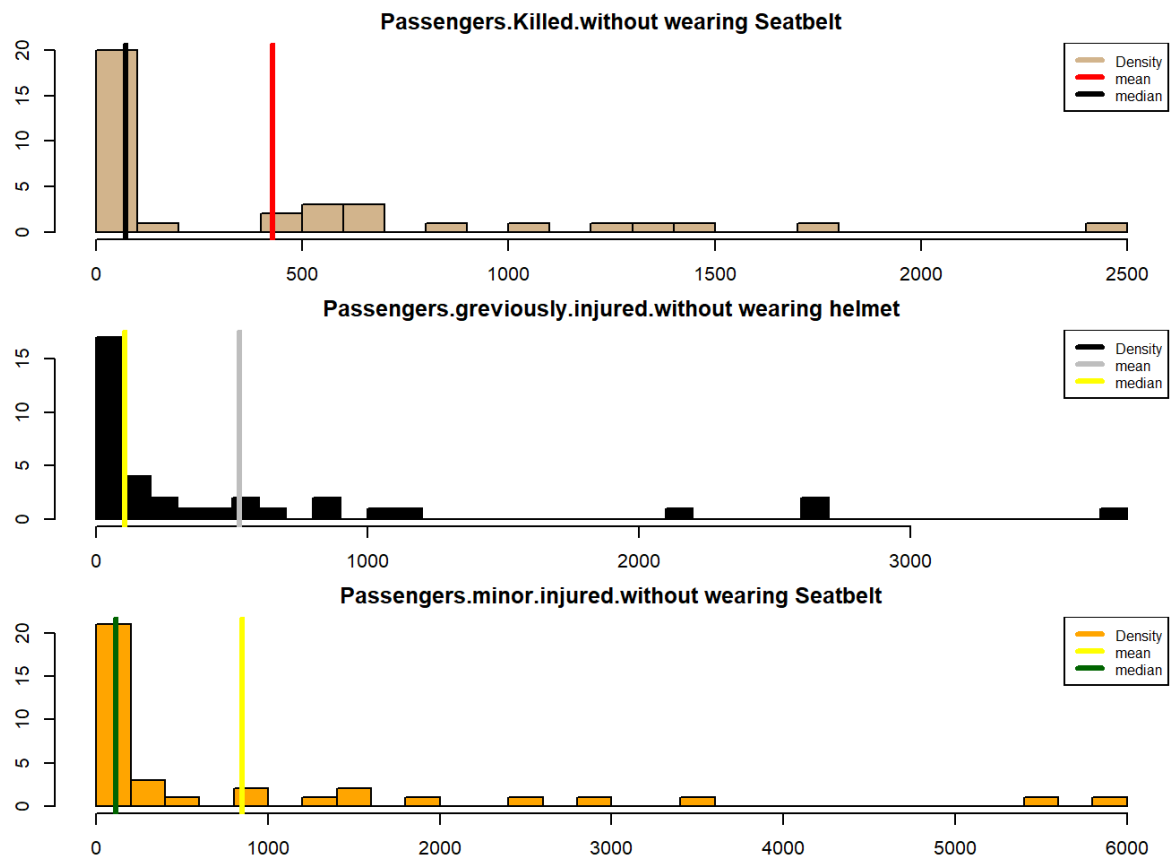 Passengers.Killed.without wearing Seatbelt
20
15
10
5
0
Density
mean
median
0 500 1000 1500 2000 2500
Passengers.greviously.injured.without wearing helmet
15
10
5
0
Density
mean
median
0 1000 2000 3000
Passengers.minor.injured.without wearing Seatbelt
20
15
10
5
0
Density
mean
median
0 1000 2000 3000 4000 5000 6000